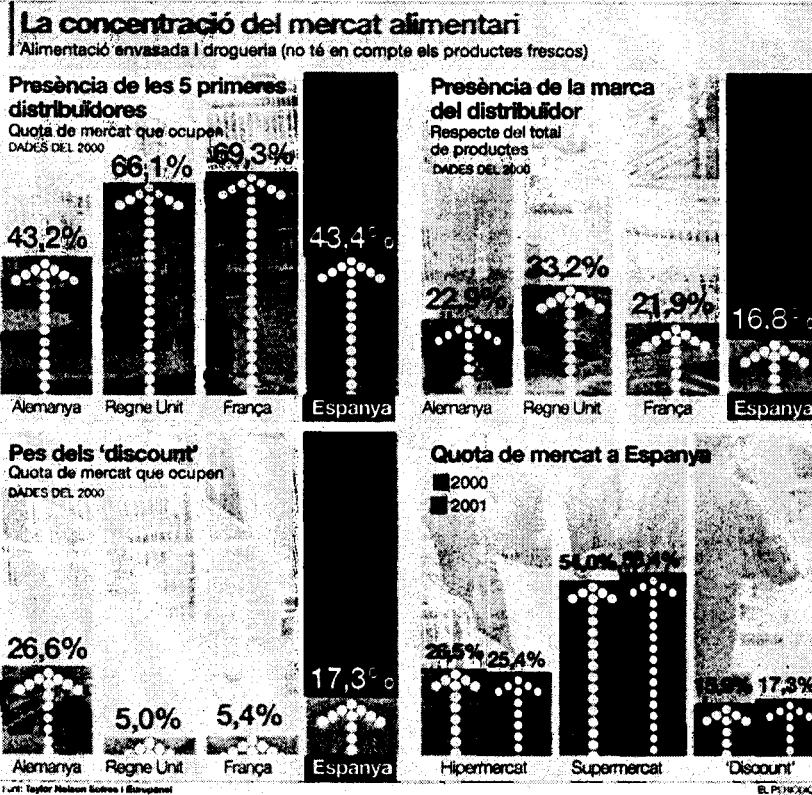 La concentració del mercat alimentari
Alimentació envasada i drogueria (no té en compte els productes frescos)
Presència de les 5 primeres
distribuïdores
Quota de mercat que ocupen
DADES DEL 2000
43,2%
66,1%
69,3%
43,4%
Alemanya
Regne Unit
França
Espanya
Presència de la marca
del distribuïdor
Respecte del total
de productes
DADES DEL 2000
22,9%
23,2%
21,9%
16,8%
Alemanya
Regne Unit
França
Espanya
Pes dels ‘discount’
Quota de mercat que ocupen
DADES DEL 2000
26,6%
5,0%
5,4%
17,3%
Alemanya
Regne Unit
França
Espanya
Quota de mercat a Espanya
2000
2001
25,4%
17,3%
Hipermercat
Supermercat
‘Discount’
Taylor Nelson Sofres i Europanel